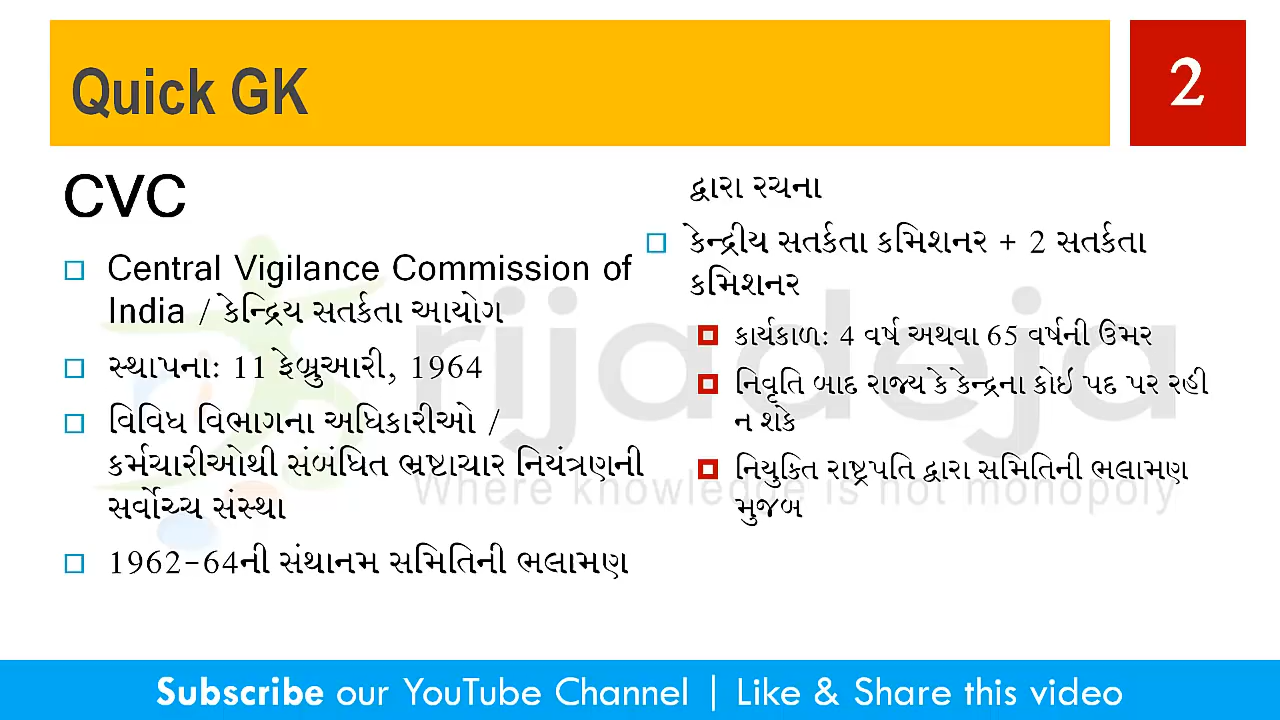 Quick GK
2
CVC
Central Vigilance Commission of
India / કેન્દ્રિય સતર્કતા આયોગ
સ્થાપના: 11 ફેબ્રુઆરી, 1964
વિવિધ વિભાગના અધિકારીઓ /
કર્મચારીઓથી સંબંધિત ભ્રષ્ટાચાર નિયંત્રણની
સર્વોચ્ચ સંસ્થા
1962-64ની સંથાનમ સમિતિની ભલામણ
દ્વારા રચના
કેન્દ્રીય સતર્કતા કમિશનર + 2 સતર્કતા
કમિશનર
કાર્યકાળ: 4 વર્ષ અથવા 65 વર્ષની ઉમર
નિવૃતિ બાદ રાજ્ય કે કેન્દ્રના કોઇ પદ પર રહી
ન શકે
નિયુકિત રાષ્ટ્રપતિ દ્વારા સમિતિની ભલામણ
મુજબ
rijadeja
Where knowledge is not monopoly
Subscribe our YouTube Channel | Like & Share this video